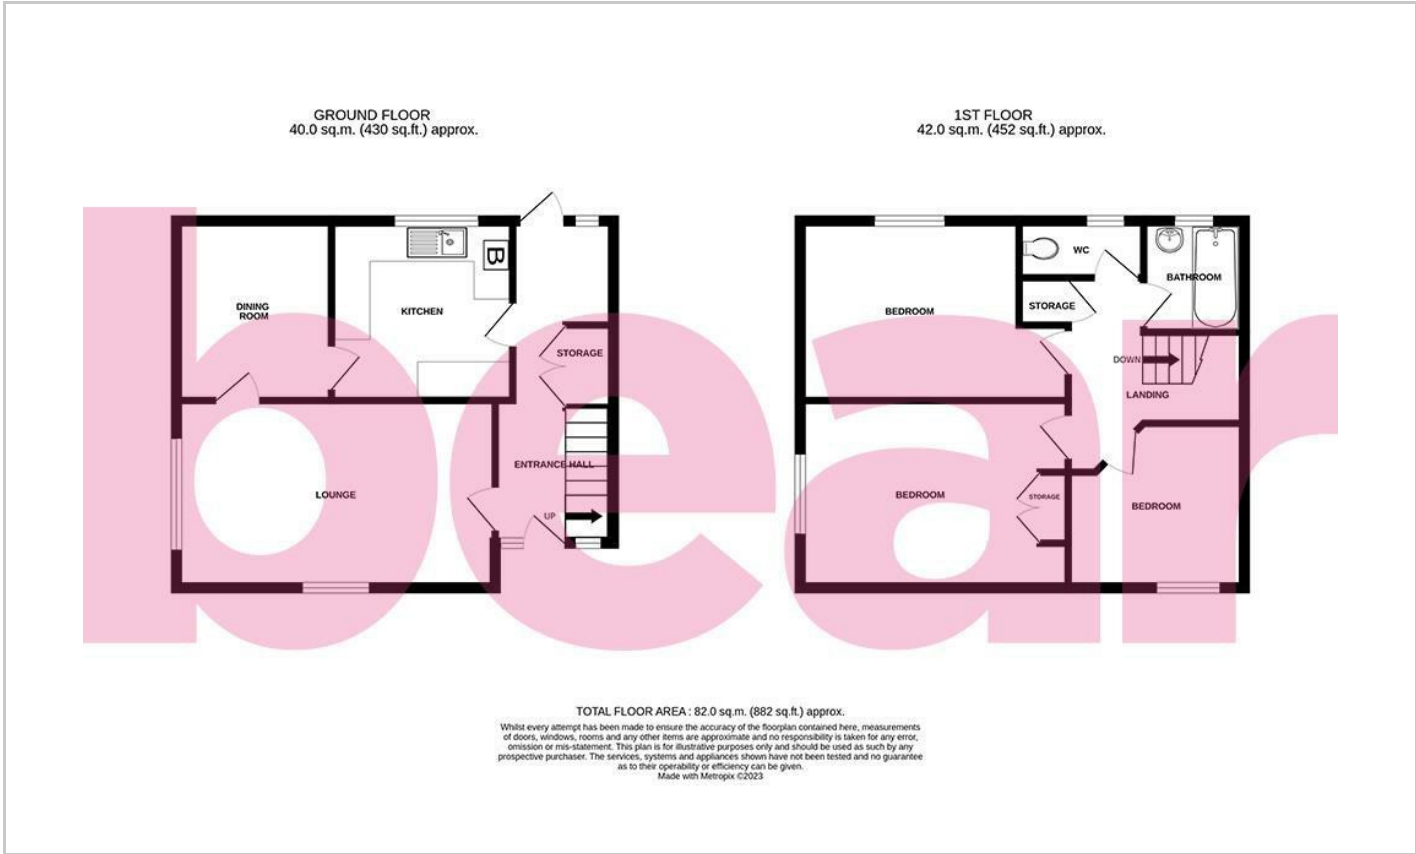 GROUND FLOOR
40.0 sq.m. (430 sq.ft.) approx.
1ST FLOOR
42.0 sq.m. (452 sq.ft.) approx.
DINING
ROOM
KITCHEN
B
STORAGE
LOUNGE
ENTRANCE HALL
UP
BEDROOM
WC
BATHROOM
STORAGE
DOWN
LANDING
BEDROOM
STORAGE
BEDROOM
bear
TOTAL FLOOR AREA : 82.0 sq.m. (882 sq.ft.) approx.
Whilst every attempt has been made to ensure the accuracy of the floorplan contained here, measurements
of doors, windows, rooms and any other items are approximate and no responsibility is taken for any error,
omission or mis-statement. This plan is for illustrative purposes only and should be used as such by any
prospective purchaser. The services, systems and appliances shown have not been tested and no guarantee
as to their operability or efficiency can be given.
Made with Metropix ©2023